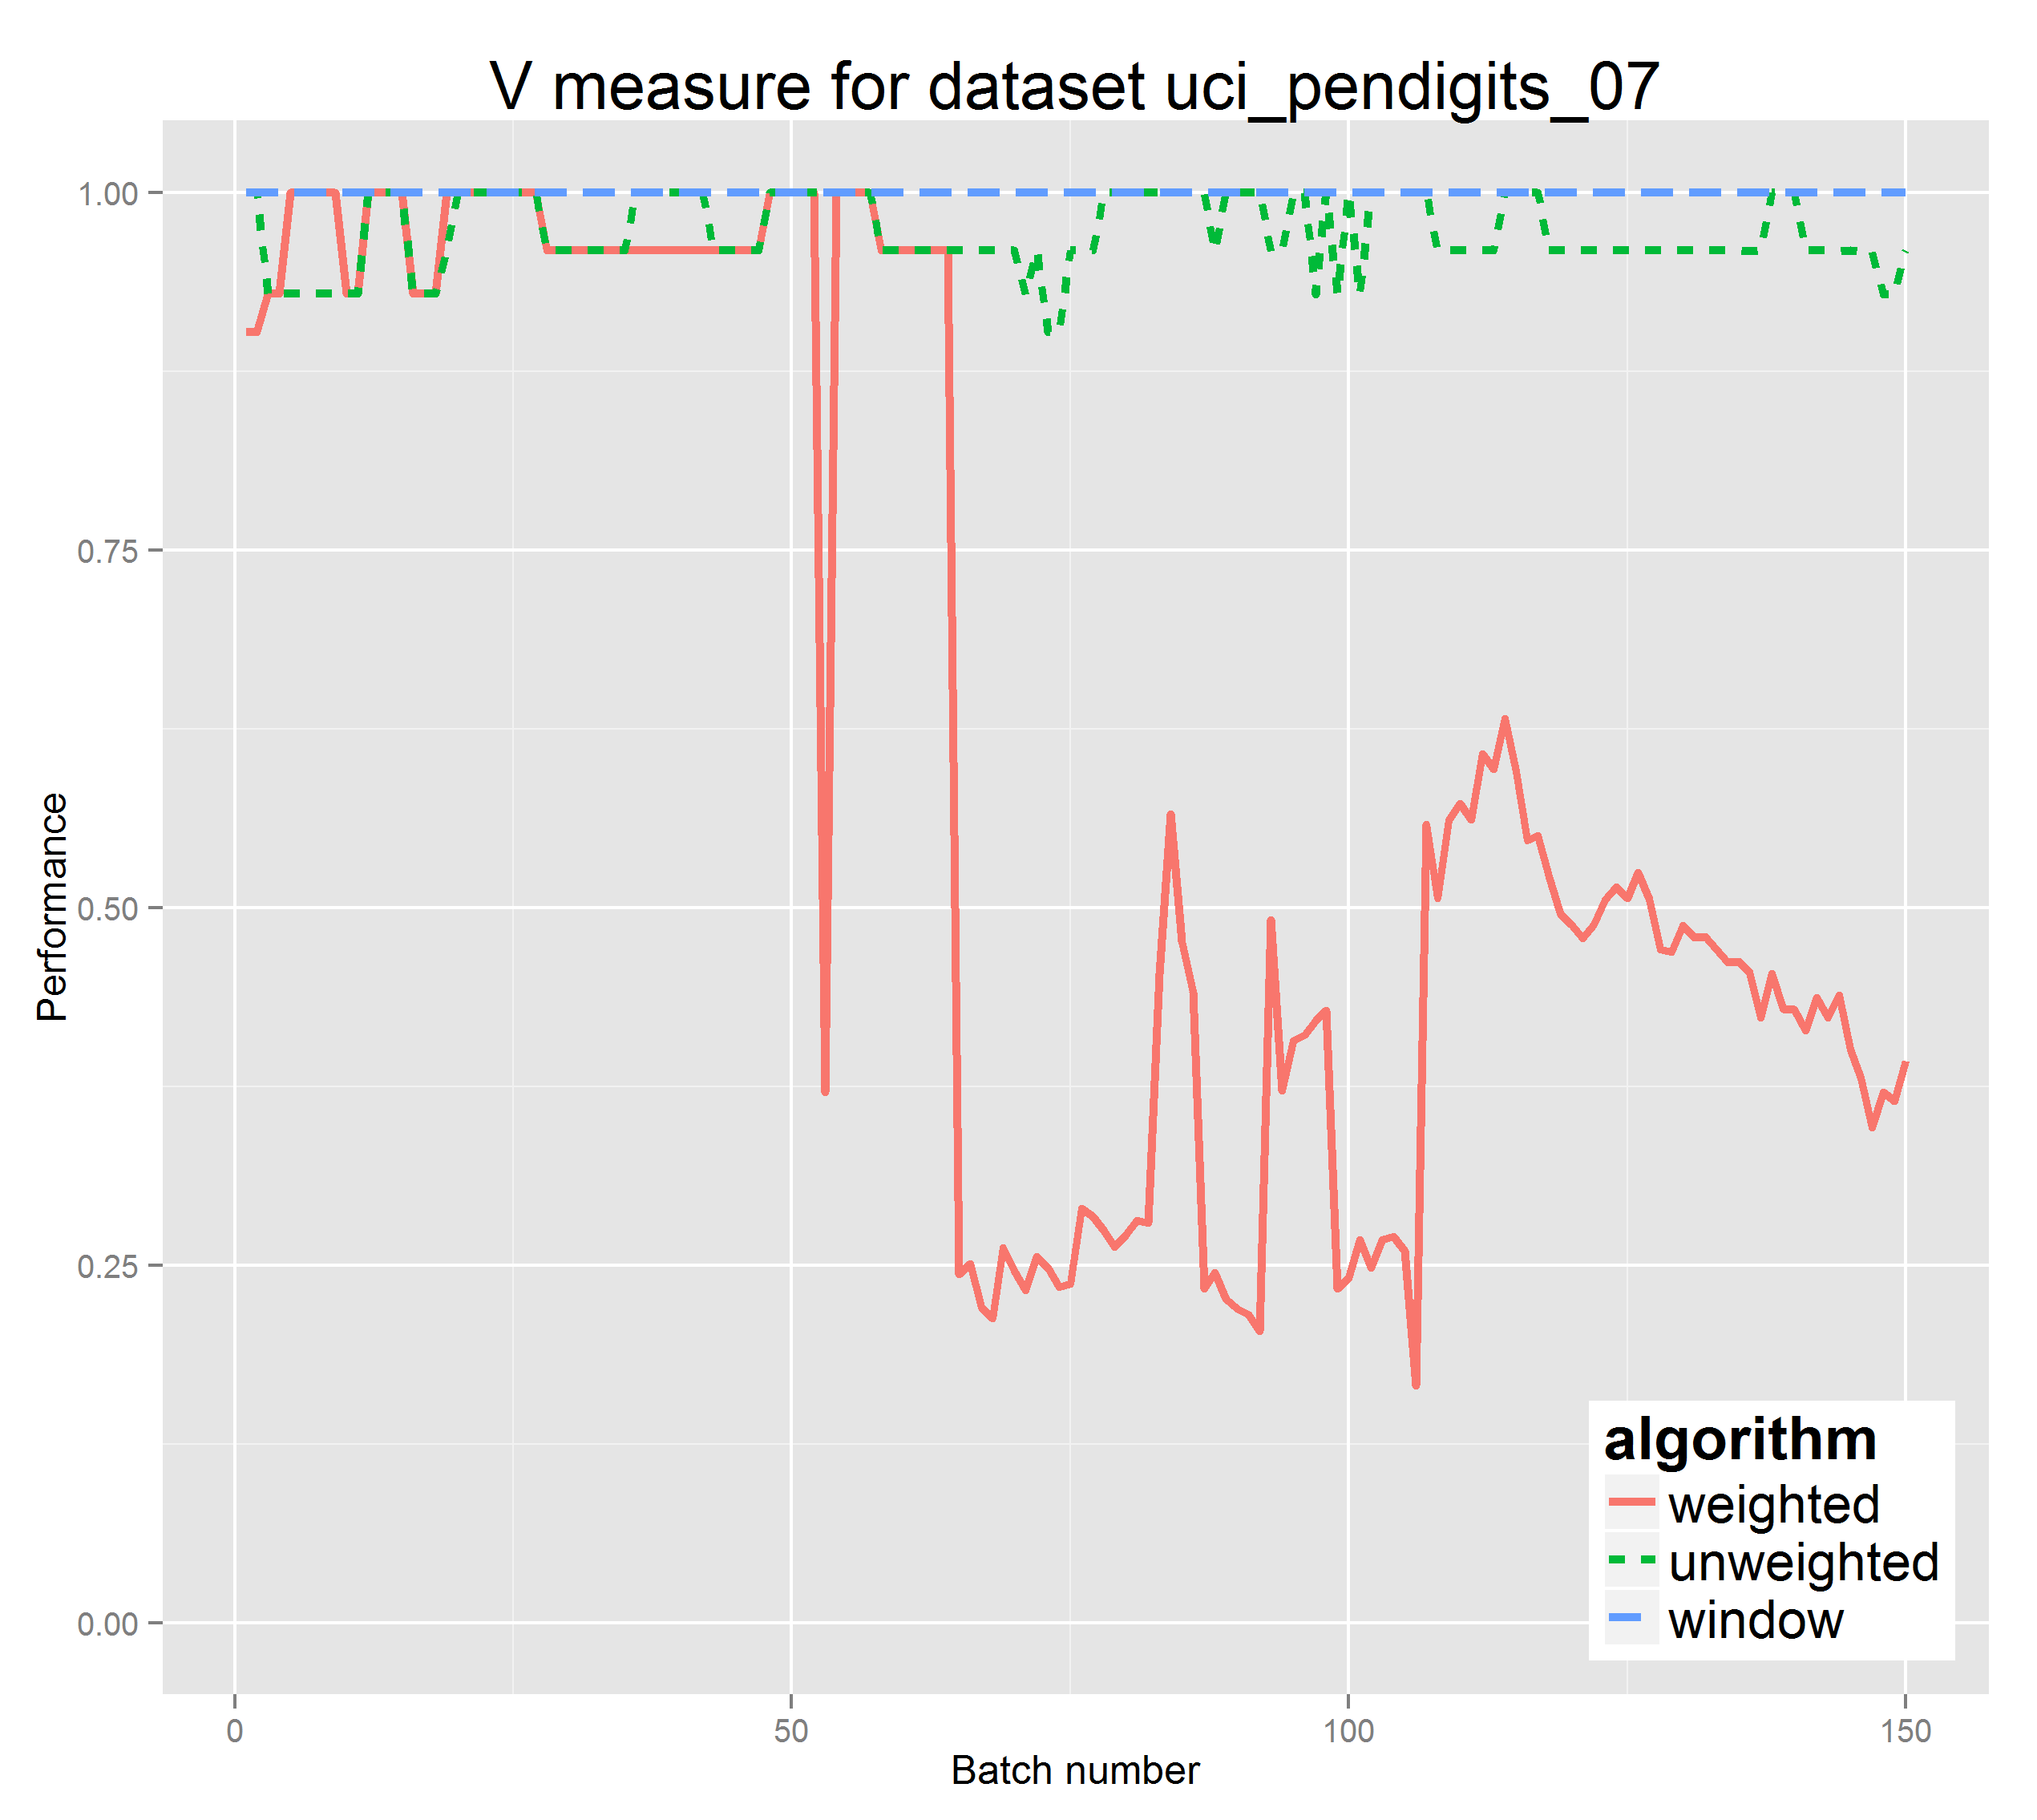 V measure for dataset uci_pendigits_07
1.00
0.75
0.50
0.25
0.00
Performance
0
50
100
150
Batch number
algorithm
weighted
unweighted
window